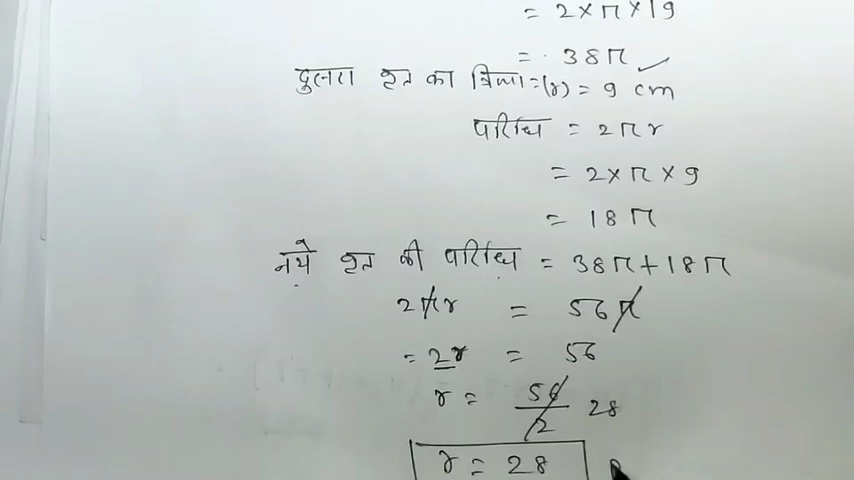 = 2×π×19
= 38π ✓
दुसरा वृत का त्रिज्या=(r) = 9 cm
परिधि = 2πr
= 2×π×9
= 18π
नये वृत की परिधि = 38π+18π
2πr = 56π
= 2r = 56
r = 56/2 28
r = 28